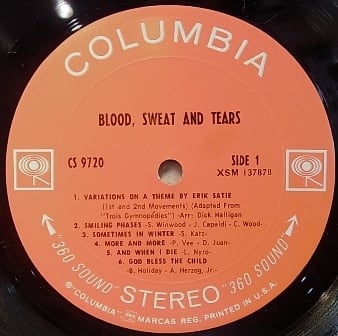 COLUMBIA
BLOOD, SWEAT AND TEARS
CS 9720
SIDE 1
XSM 137878
1. VARIATIONS ON A THEME BY ERIK SATIE
(1st and 2nd Movements) (Adapted From
"Trois Gymnopedies") -Arr: Dick Halligan
2. SMILING PHASES -S. Winwood - J. Capaldi - C. Wood-
3. SOMETIMES IN WINTER -S. Katz-
4. MORE AND MORE -P. Vee - D. Juan-
5. AND WHEN I DIE -L. Nyro-
6. GOD BLESS THE CHILD
-B. Holiday - A. Herzog, Jr.-
"360 SOUND" STEREO "360 SOUND"
® "COLUMBIA", MARCAS REG. PRINTED IN U.S.A.